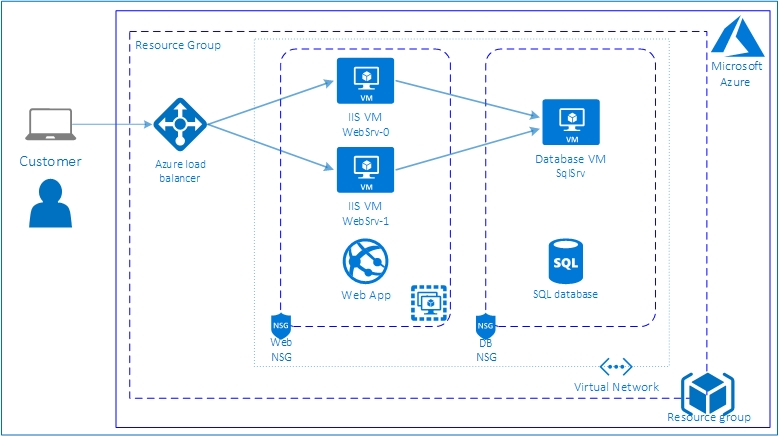 Resource Group
Microsoft
Azure
VM
IIS VM
WebSrv-0
VM
Database VM
SqlSrv
Customer
Azure load
balancer
VM
IIS VM
WebSrv-1
Web App
SQL
SQL database
NSG
Web
NSG
NSG
DB
NSG
Virtual Network
Resource group